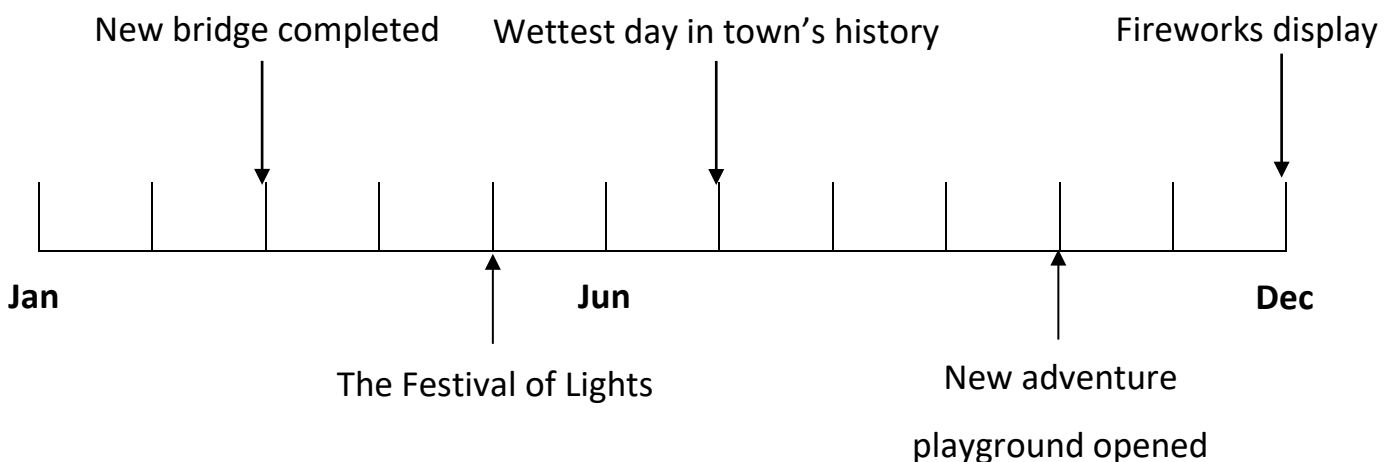 New bridge completed
Wettest day in town's history
Fireworks display
Jan
Jun
Dec
The Festival of Lights
New adventure
playground opened